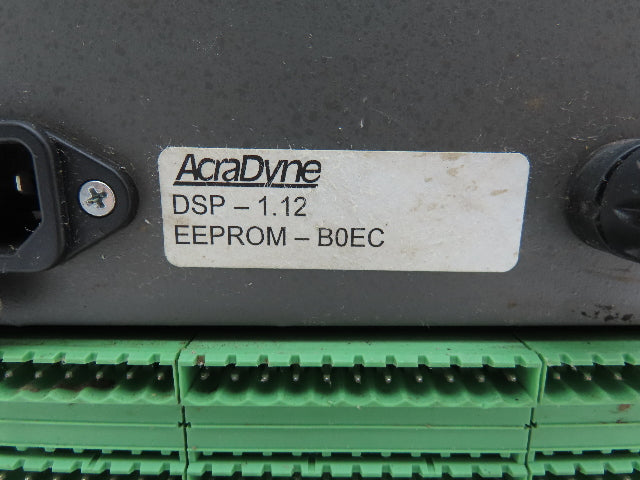 AcraDyne
DSP – 1.12
EEPROM – B0EC